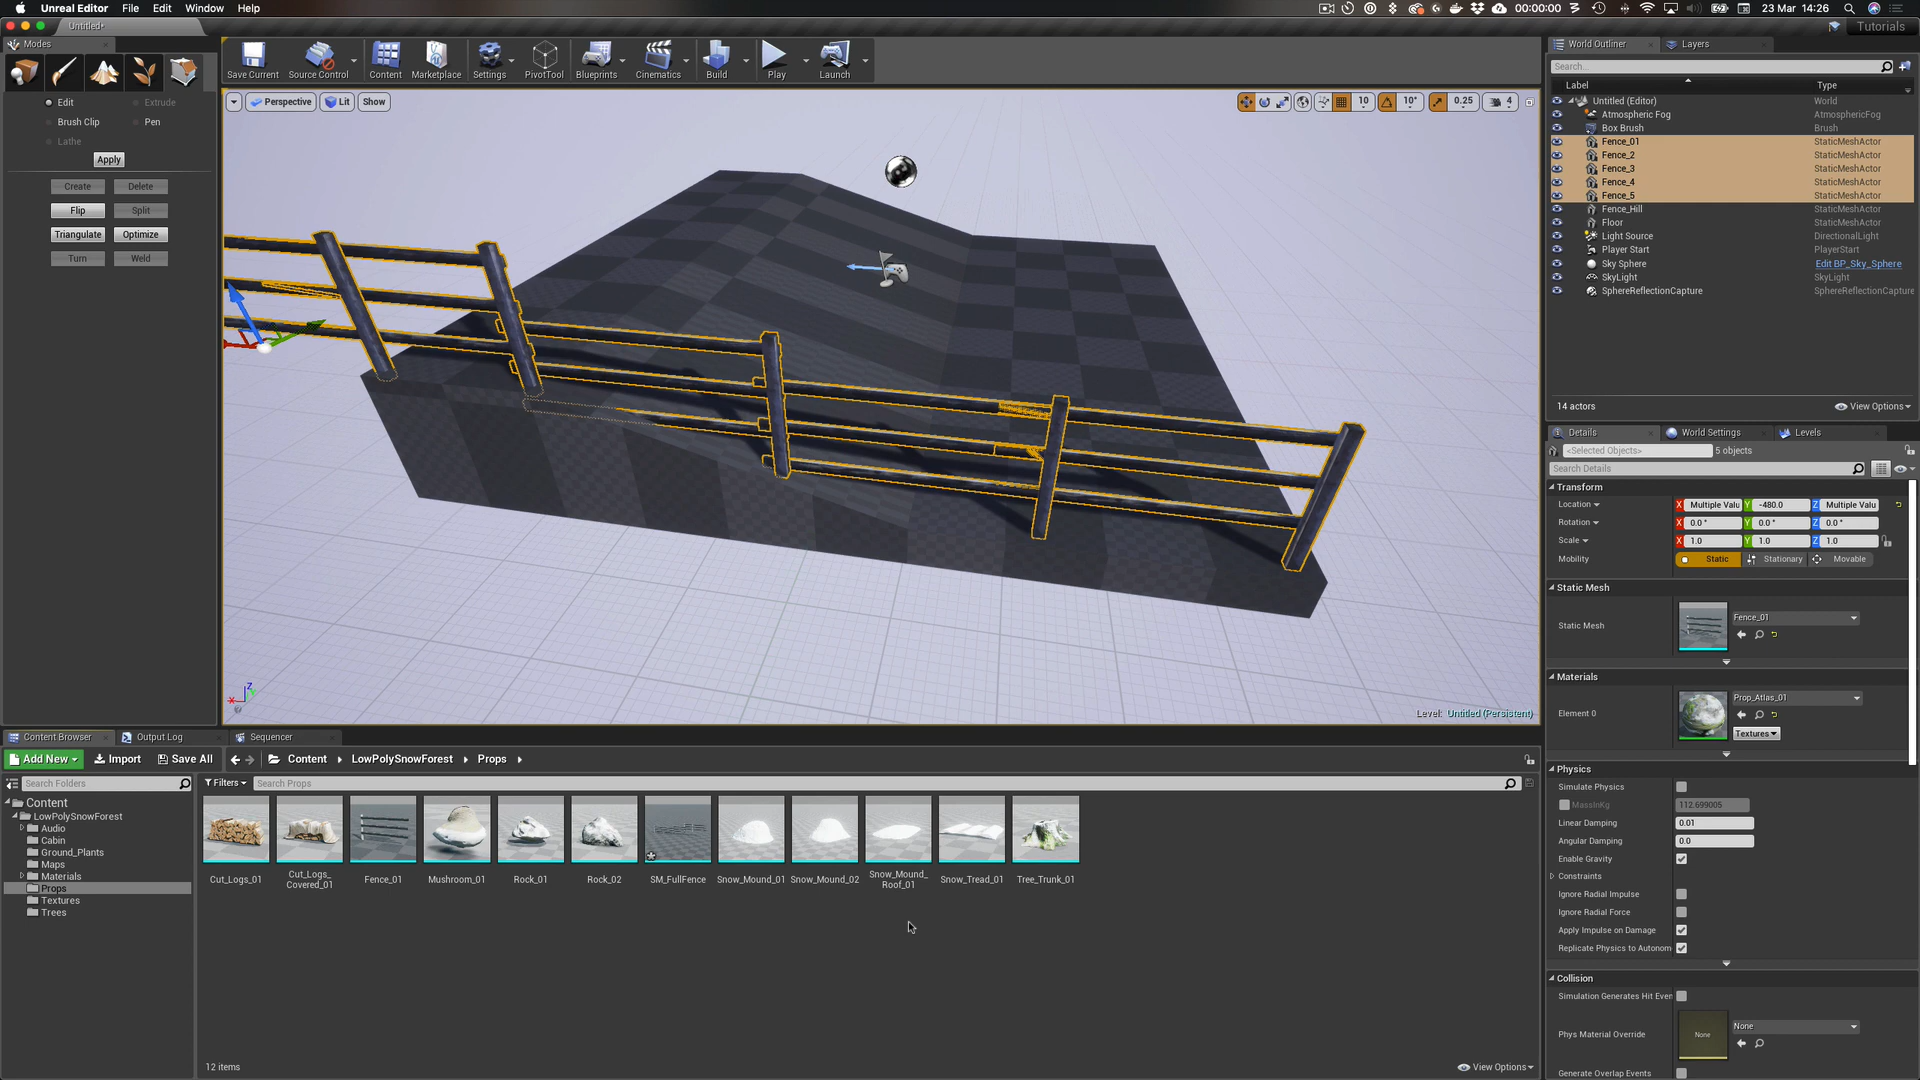 Unreal Editor File Edit Window Help
00:00:00
23 Mar 14:26
Untitled*
Tutorials
Modes
Edit
Extrude
Brush Clip
Pen
Lathe
Apply
Create
Delete
Flip
Split
Triangulate
Optimize
Turn
Weld
Save Current
Source Control
Content
Marketplace
Settings
PivotTool
Blueprints
Cinematics
Build
Play
Launch
Perspective
Lit
Show
10
10°
0.25
4
Level: Untitled (Persistent)
World Outliner
Layers
Search...
Label
Type
Untitled (Editor) World
Atmospheric Fog AtmosphericFog
Box Brush Brush
Fence_01 StaticMeshActor
Fence_2 StaticMeshActor
Fence_3 StaticMeshActor
Fence_4 StaticMeshActor
Fence_5 StaticMeshActor
Fence_Hill StaticMeshActor
Floor StaticMeshActor
Light Source DirectionalLight
Player Start PlayerStart
Sky Sphere Edit BP_Sky_Sphere
SkyLight SkyLight
SphereReflectionCapture SphereReflectionCapture
14 actors
View Options
Details
World Settings
Levels
<Selected Objects>
5 objects
Search Details
Transform
Location X Multiple Valu Y -480.0 Z Multiple Valu
Rotation X 0.0 ° Y 0.0 ° Z 0.0 °
Scale X 1.0 Y 1.0 Z 1.0
Mobility Static Stationary Movable
Static Mesh
Static Mesh
Fence_01
Materials
Element 0
Prop_Atlas_01
Textures
Physics
Simulate Physics
MassInKg 112.699005
Linear Damping 0.01
Angular Damping 0.0
Enable Gravity
Constraints
Ignore Radial Impulse
Ignore Radial Force
Apply Impulse on Damage
Replicate Physics to Autonom
Collision
Simulation Generates Hit Even
Phys Material Override
None
None
Generate Overlap Events
Content Browser
Output Log
Sequencer
Add New
Import
Save All
Content
LowPolySnowForest
Props
Search Folders
Filters
Search Props
Content
LowPolySnowForest
Audio
Cabin
Ground_Plants
Maps
Materials
Props
Textures
Trees
Cut_Logs_01
Cut_Logs_
Covered_01
Fence_01
Mushroom_01
Rock_01
Rock_02
SM_FullFence
Snow_Mound_01
Snow_Mound_02
Snow_Mound_
Roof_01
Snow_Tread_01
Tree_Trunk_01
12 items
View Options